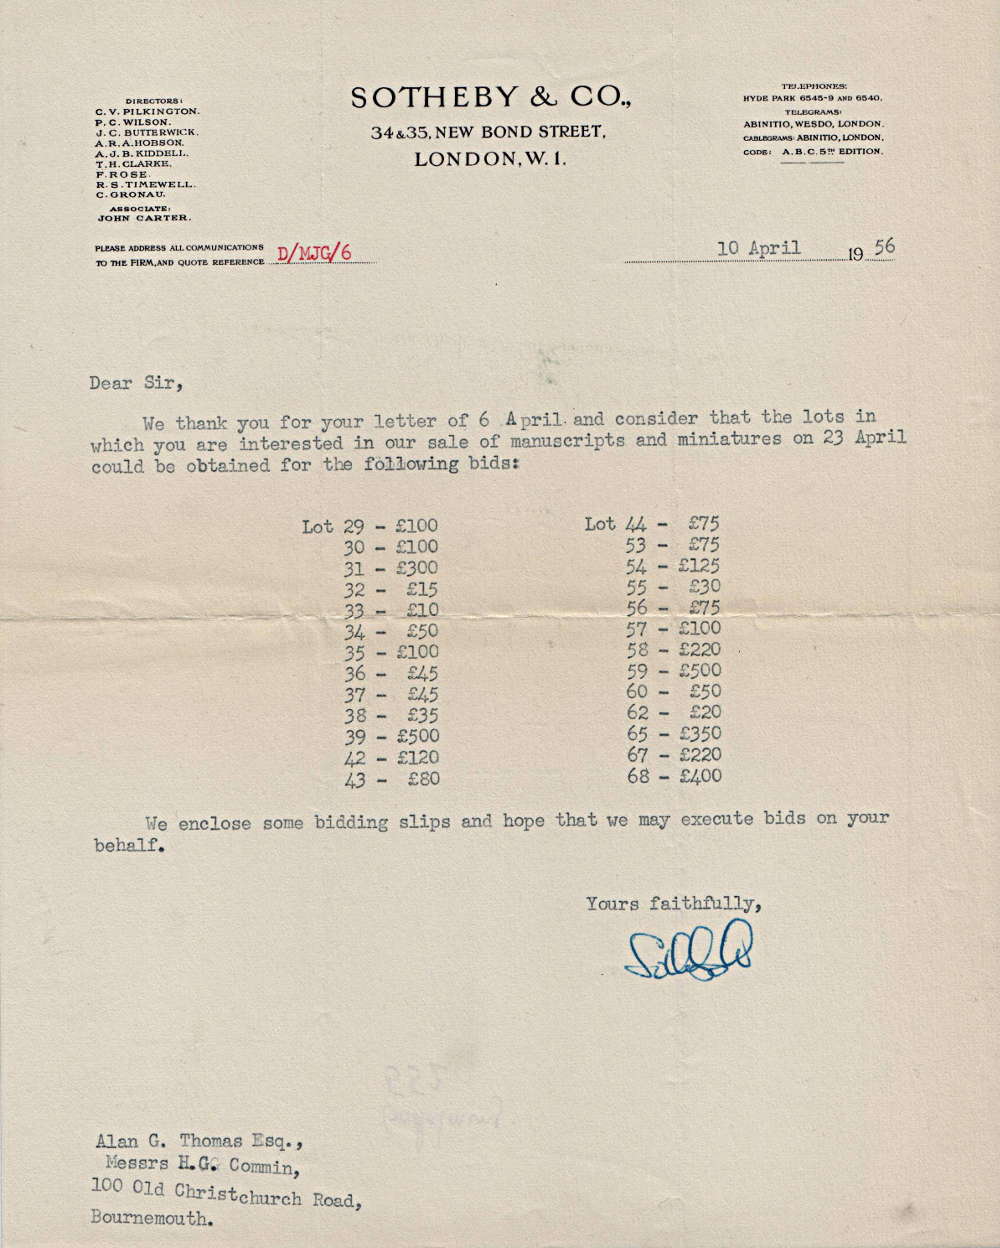 DIRECTORS:
C. V. PILKINGTON.
P. C. WILSON.
J. C. BUTTERWICK.
A. R. A. HOBSON.
A. J. B. KIDDELL.
T. H. CLARKE.
F. ROSE.
R. S. TIMEWELL.
C. GRONAU.
ASSOCIATE:
JOHN CARTER.
SOTHEBY & CO.,
34 & 35, NEW BOND STREET,
LONDON, W. 1.
TELEPHONES:
HYDE PARK 6545-9 AND 6540.
TELEGRAMS:
ABINITIO, WESDO, LONDON.
CABLEGRAMS: ABINITIO, LONDON.
CODE: A. B. C. 5TH EDITION.
PLEASE ADDRESS ALL COMMUNICATIONS
TO THE FIRM, AND QUOTE REFERENCE D/MJG/6
10 April 19 56
Dear Sir,
We thank you for your letter of 6 April and consider that the lots in
which you are interested in our sale of manuscripts and miniatures on 23 April
could be obtained for the following bids:
Lot 29 - £100
30 - £100
31 - £300
32 - £15
33 - £10
34 - £50
35 - £100
36 - £45
37 - £45
38 - £35
39 - £500
42 - £120
43 - £80
Lot 44 - £75
53 - £75
54 - £125
55 - £30
56 - £75
57 - £100
58 - £220
59 - £500
60 - £50
62 - £20
65 - £350
67 - £220
68 - £400
We enclose some bidding slips and hope that we may execute bids on your
behalf.
Yours faithfully,
Alan G. Thomas Esq.,
Messrs H.G. Commin,
100 Old Christchurch Road,
Bournemouth.